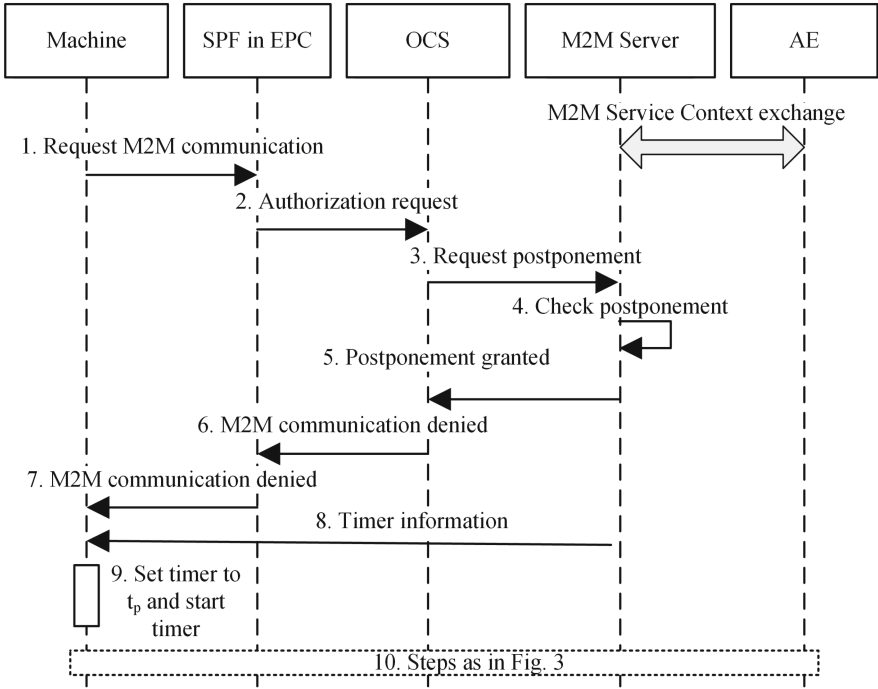 Machine
SPF in EPC
OCS
M2M Server
AE
M2M Service Context exchange
1. Request M2M communication
2. Authorization request
3. Request postponement
4. Check postponement
5. Postponement granted
6. M2M communication denied
7. M2M communication denied
8. Timer information
9. Set timer to
tp and start
timer
10. Steps as in Fig. 3